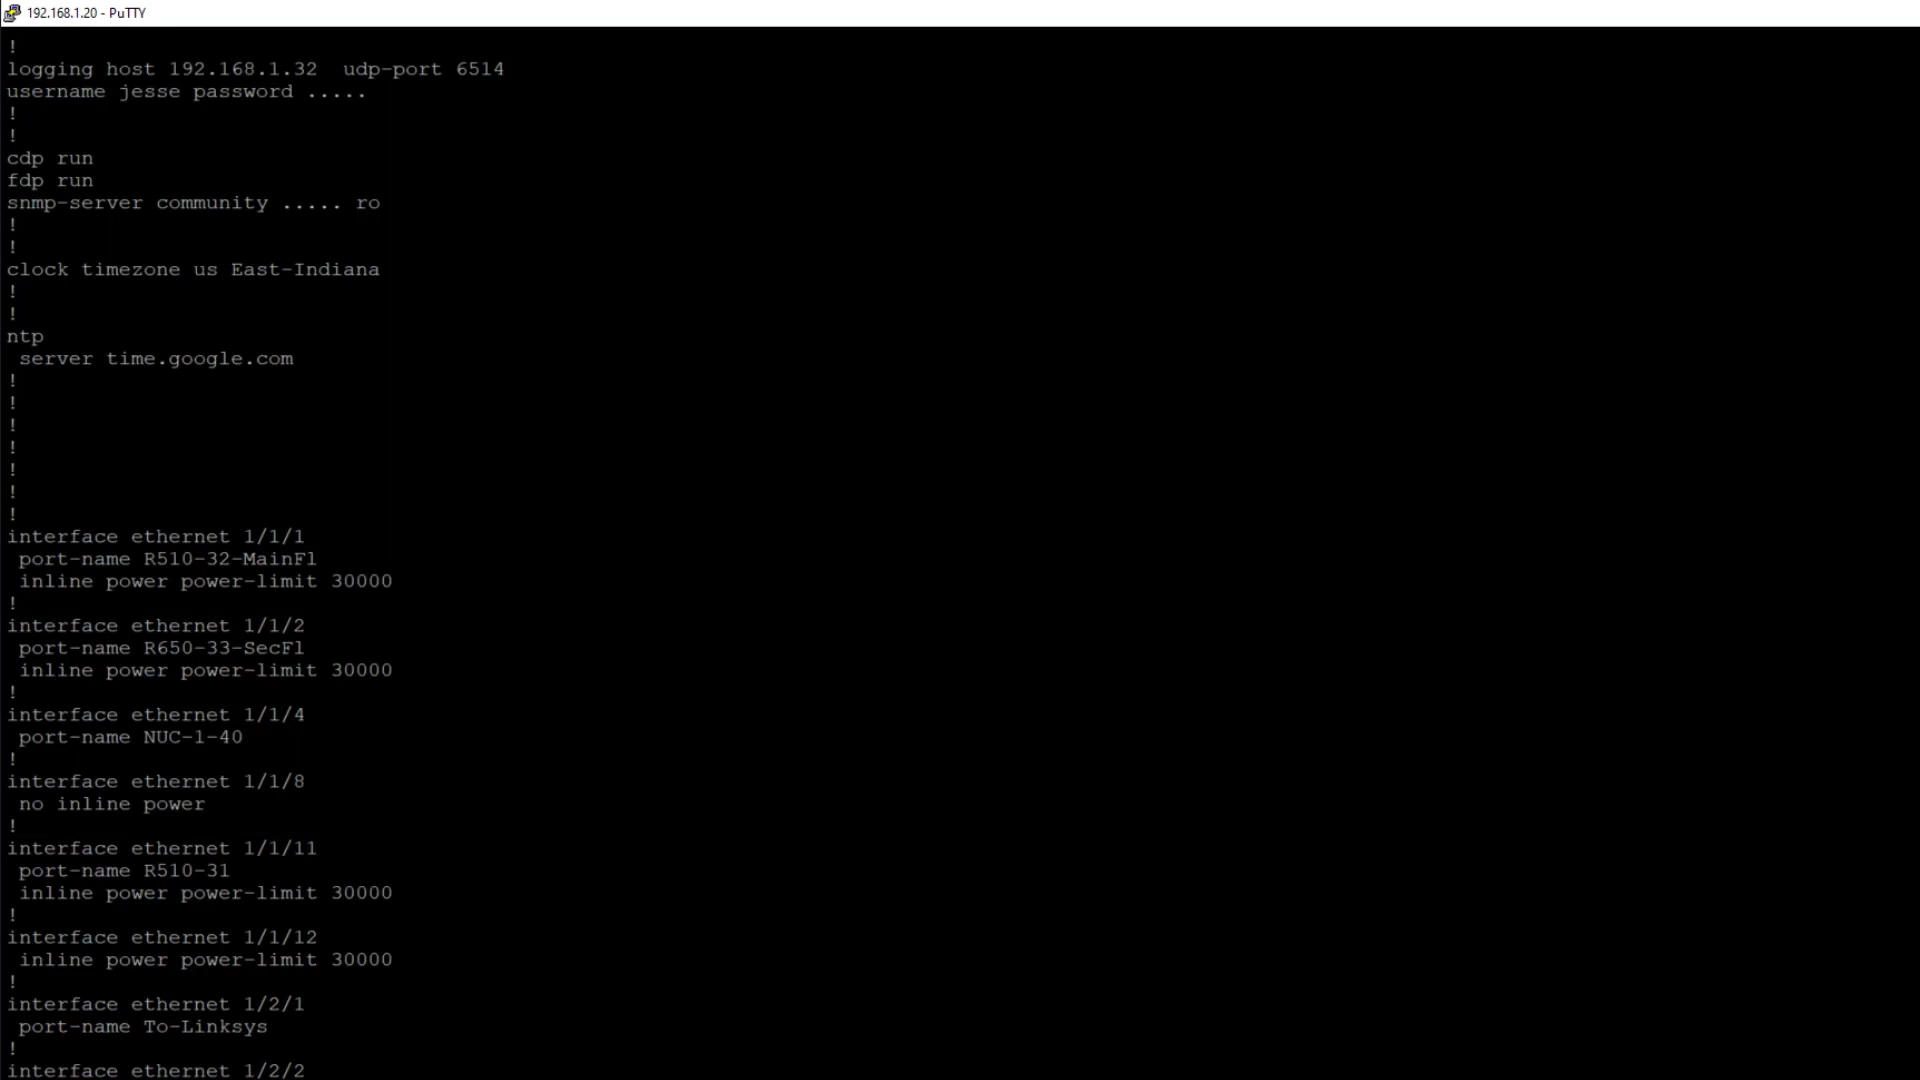 192.168.1.20 - PuTTY
!
logging host 192.168.1.32  udp-port 6514
username jesse password .....
!
!
cdp run
fdp run
snmp-server community ..... ro
!
!
clock timezone us East-Indiana
!
!
ntp
 server time.google.com
!
!
!
!
!
!
!
interface ethernet 1/1/1
 port-name R510-32-MainFl
 inline power power-limit 30000
!
interface ethernet 1/1/2
 port-name R650-33-SecFl
 inline power power-limit 30000
!
interface ethernet 1/1/4
 port-name NUC-1-40
!
interface ethernet 1/1/8
 no inline power
!
interface ethernet 1/1/11
 port-name R510-31
 inline power power-limit 30000
!
interface ethernet 1/1/12
 inline power power-limit 30000
!
interface ethernet 1/2/1
 port-name To-Linksys
!
interface ethernet 1/2/2